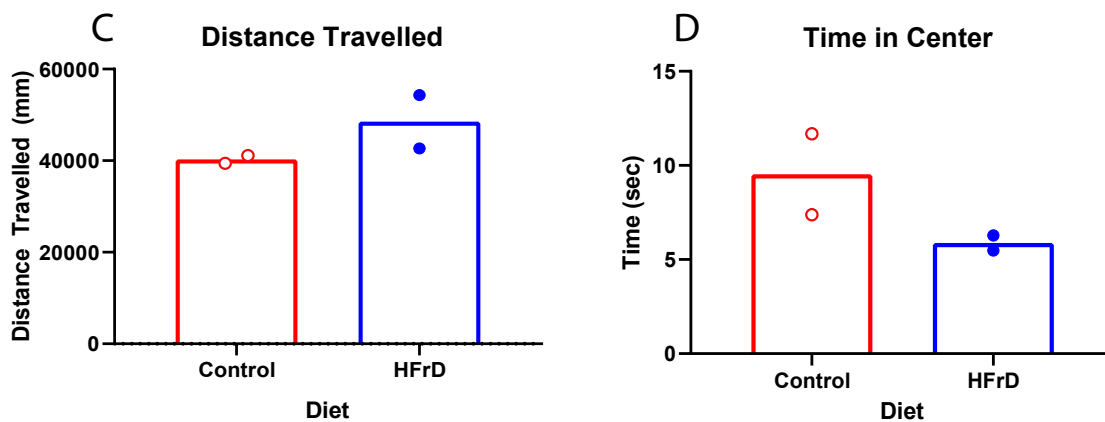 C
Distance Travelled
Distance Travelled (mm)
60000
40000
20000
0
Control
HFrD
Diet
D
Time in Center
Time (sec)
15
10
5
0
Control
HFrD
Diet